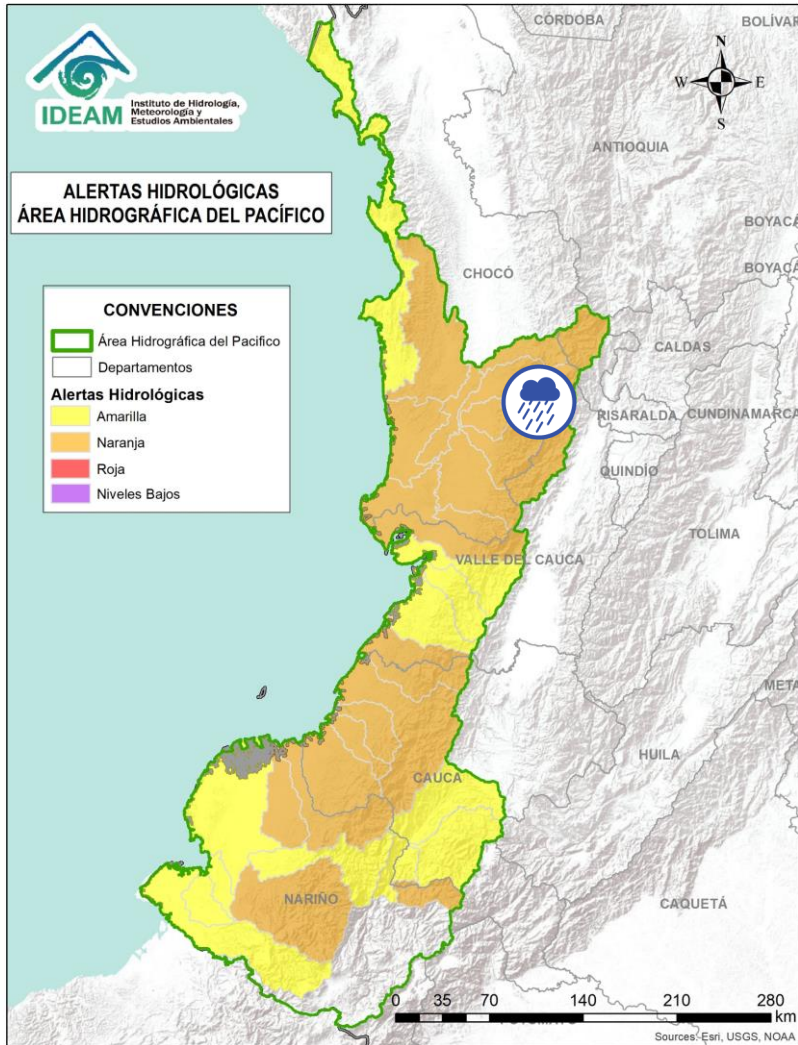 IDEAM
Instituto de Hidrología,
Meteorología y
Estudios Ambientales
ALERTAS HIDROLÓGICAS
ÁREA HIDROGRÁFICA DEL PACÍFICO
CONVENCIONES
Área Hidrográfica del Pacifico
Departamentos
Alertas Hidrológicas
Amarilla
Naranja
Roja
Niveles Bajos
N
W
E
S
CÓRDOBA
BOLÍVAR
ANTIOQUIA
BOYACÁ
BOYACÁ
CHOCÓ
CALDAS
RISARALDA
CUNDINAMARCA
QUINDÍO
TOLIMA
VALLE DEL CAUCA
META
HUILA
CAUCA
NARIÑO
CAQUETÁ
0 35 70 140 210 280
km
Sources: Esri, USGS, NOAA